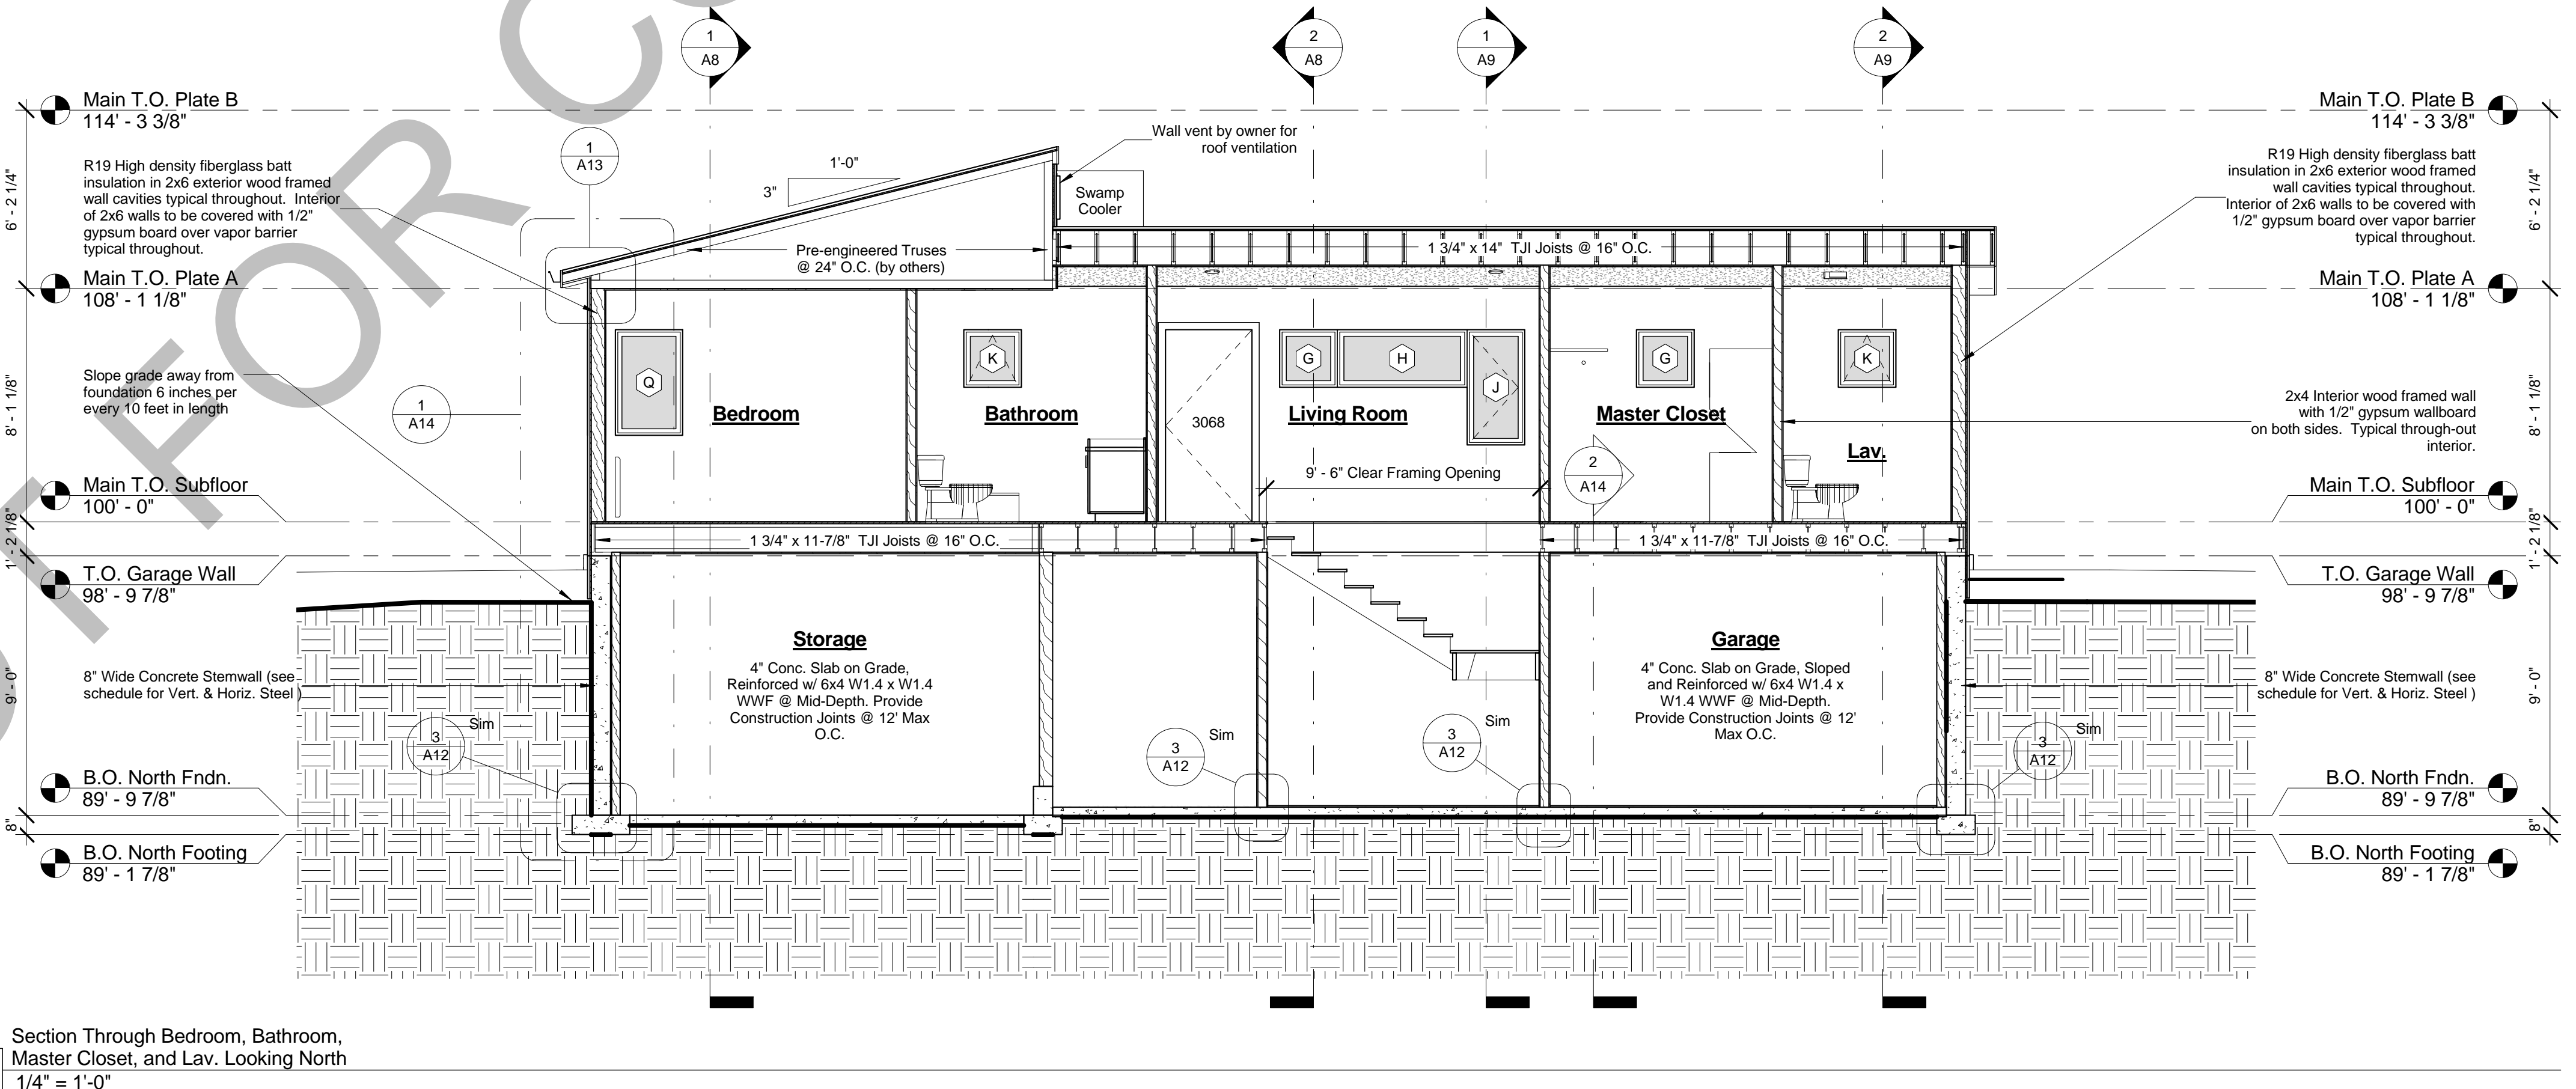 1
A8
2
A8
1
A9
2
A9
Main T.O. Plate B
114' - 3 3/8"
Main T.O. Plate B
114' - 3 3/8"
1
A13
Wall vent by owner for
roof ventilation
R19 High density fiberglass batt
insulation in 2x6 exterior wood framed
wall cavities typical throughout.  Interior
of 2x6 walls to be covered with 1/2"
gypsum board over vapor barrier
typical throughout.
6' - 2 1/4"
1'-0"
3"
Swamp
Cooler
R19 High density fiberglass batt
insulation in 2x6 exterior wood framed
wall cavities typical throughout.
Interior of 2x6 walls to be covered with
1/2" gypsum board over vapor barrier
typical throughout.
6' - 2 1/4"
Pre-engineered Truses
@ 24" O.C. (by others)
1 3/4" x 14"  TJI Joists @ 16" O.C.
Main T.O. Plate A
108' - 1 1/8"
Main T.O. Plate A
108' - 1 1/8"
Slope grade away from
foundation 6 inches per
every 10 feet in length
8' - 1 1/8"
1
A14
Q
K
G
H
J
G
K
Bedroom
Bathroom
3068
Living Room
Master Closet
Lav.
2x4 Interior wood framed wall
with 1/2" gypsum wallboard
on both sides.  Typical through-out
interior.
8' - 1 1/8"
9' - 6" Clear Framing Opening
2
A14
Main T.O. Subfloor
100' - 0"
Main T.O. Subfloor
100' - 0"
1' - 2 1/8"
1 3/4" x 11-7/8"  TJI Joists @ 16" O.C.
1 3/4" x 11-7/8"  TJI Joists @ 16" O.C.
1' - 2 1/8"
T.O. Garage Wall
98' - 9 7/8"
T.O. Garage Wall
98' - 9 7/8"
Storage
4" Conc. Slab on Grade,
Reinforced w/ 6x4 W1.4 x W1.4
WWF @ Mid-Depth. Provide
Construction Joints @ 12' Max
O.C.
Garage
4" Conc. Slab on Grade, Sloped
and Reinforced w/ 6x4 W1.4 x
W1.4 WWF @ Mid-Depth.
Provide Construction Joints @ 12'
Max O.C.
9' - 0"
8" Wide Concrete Stemwall (see
schedule for Vert. & Horiz. Steel )
8" Wide Concrete Stemwall (see
schedule for Vert. & Horiz. Steel )
9' - 0"
3
A12
Sim
3
A12
Sim
3
A12
Sim
3
A12
Sim
B.O. North Fndn.
89' - 9 7/8"
B.O. North Fndn.
89' - 9 7/8"
8"
8"
B.O. North Footing
89' - 1 7/8"
B.O. North Footing
89' - 1 7/8"
Section Through Bedroom, Bathroom,
Master Closet, and Lav. Looking North
1/4" = 1'-0"